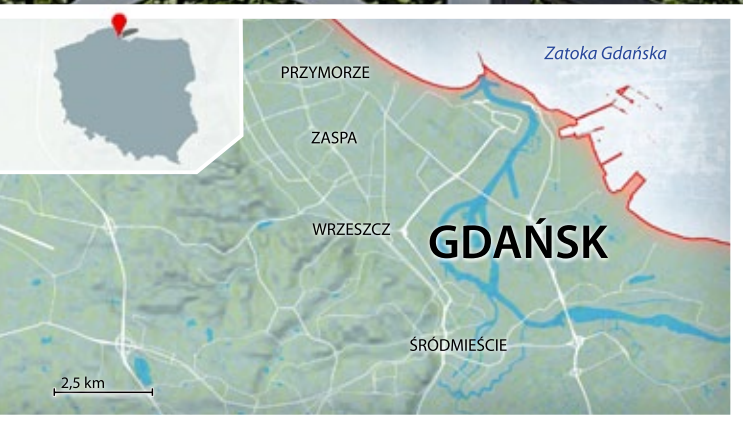 Zatoka Gdańska
PRZYMORZE
ZASPA
WRZESZCZ
GDAŃSK
ŚRÓDMIEŚCIE
2,5 km